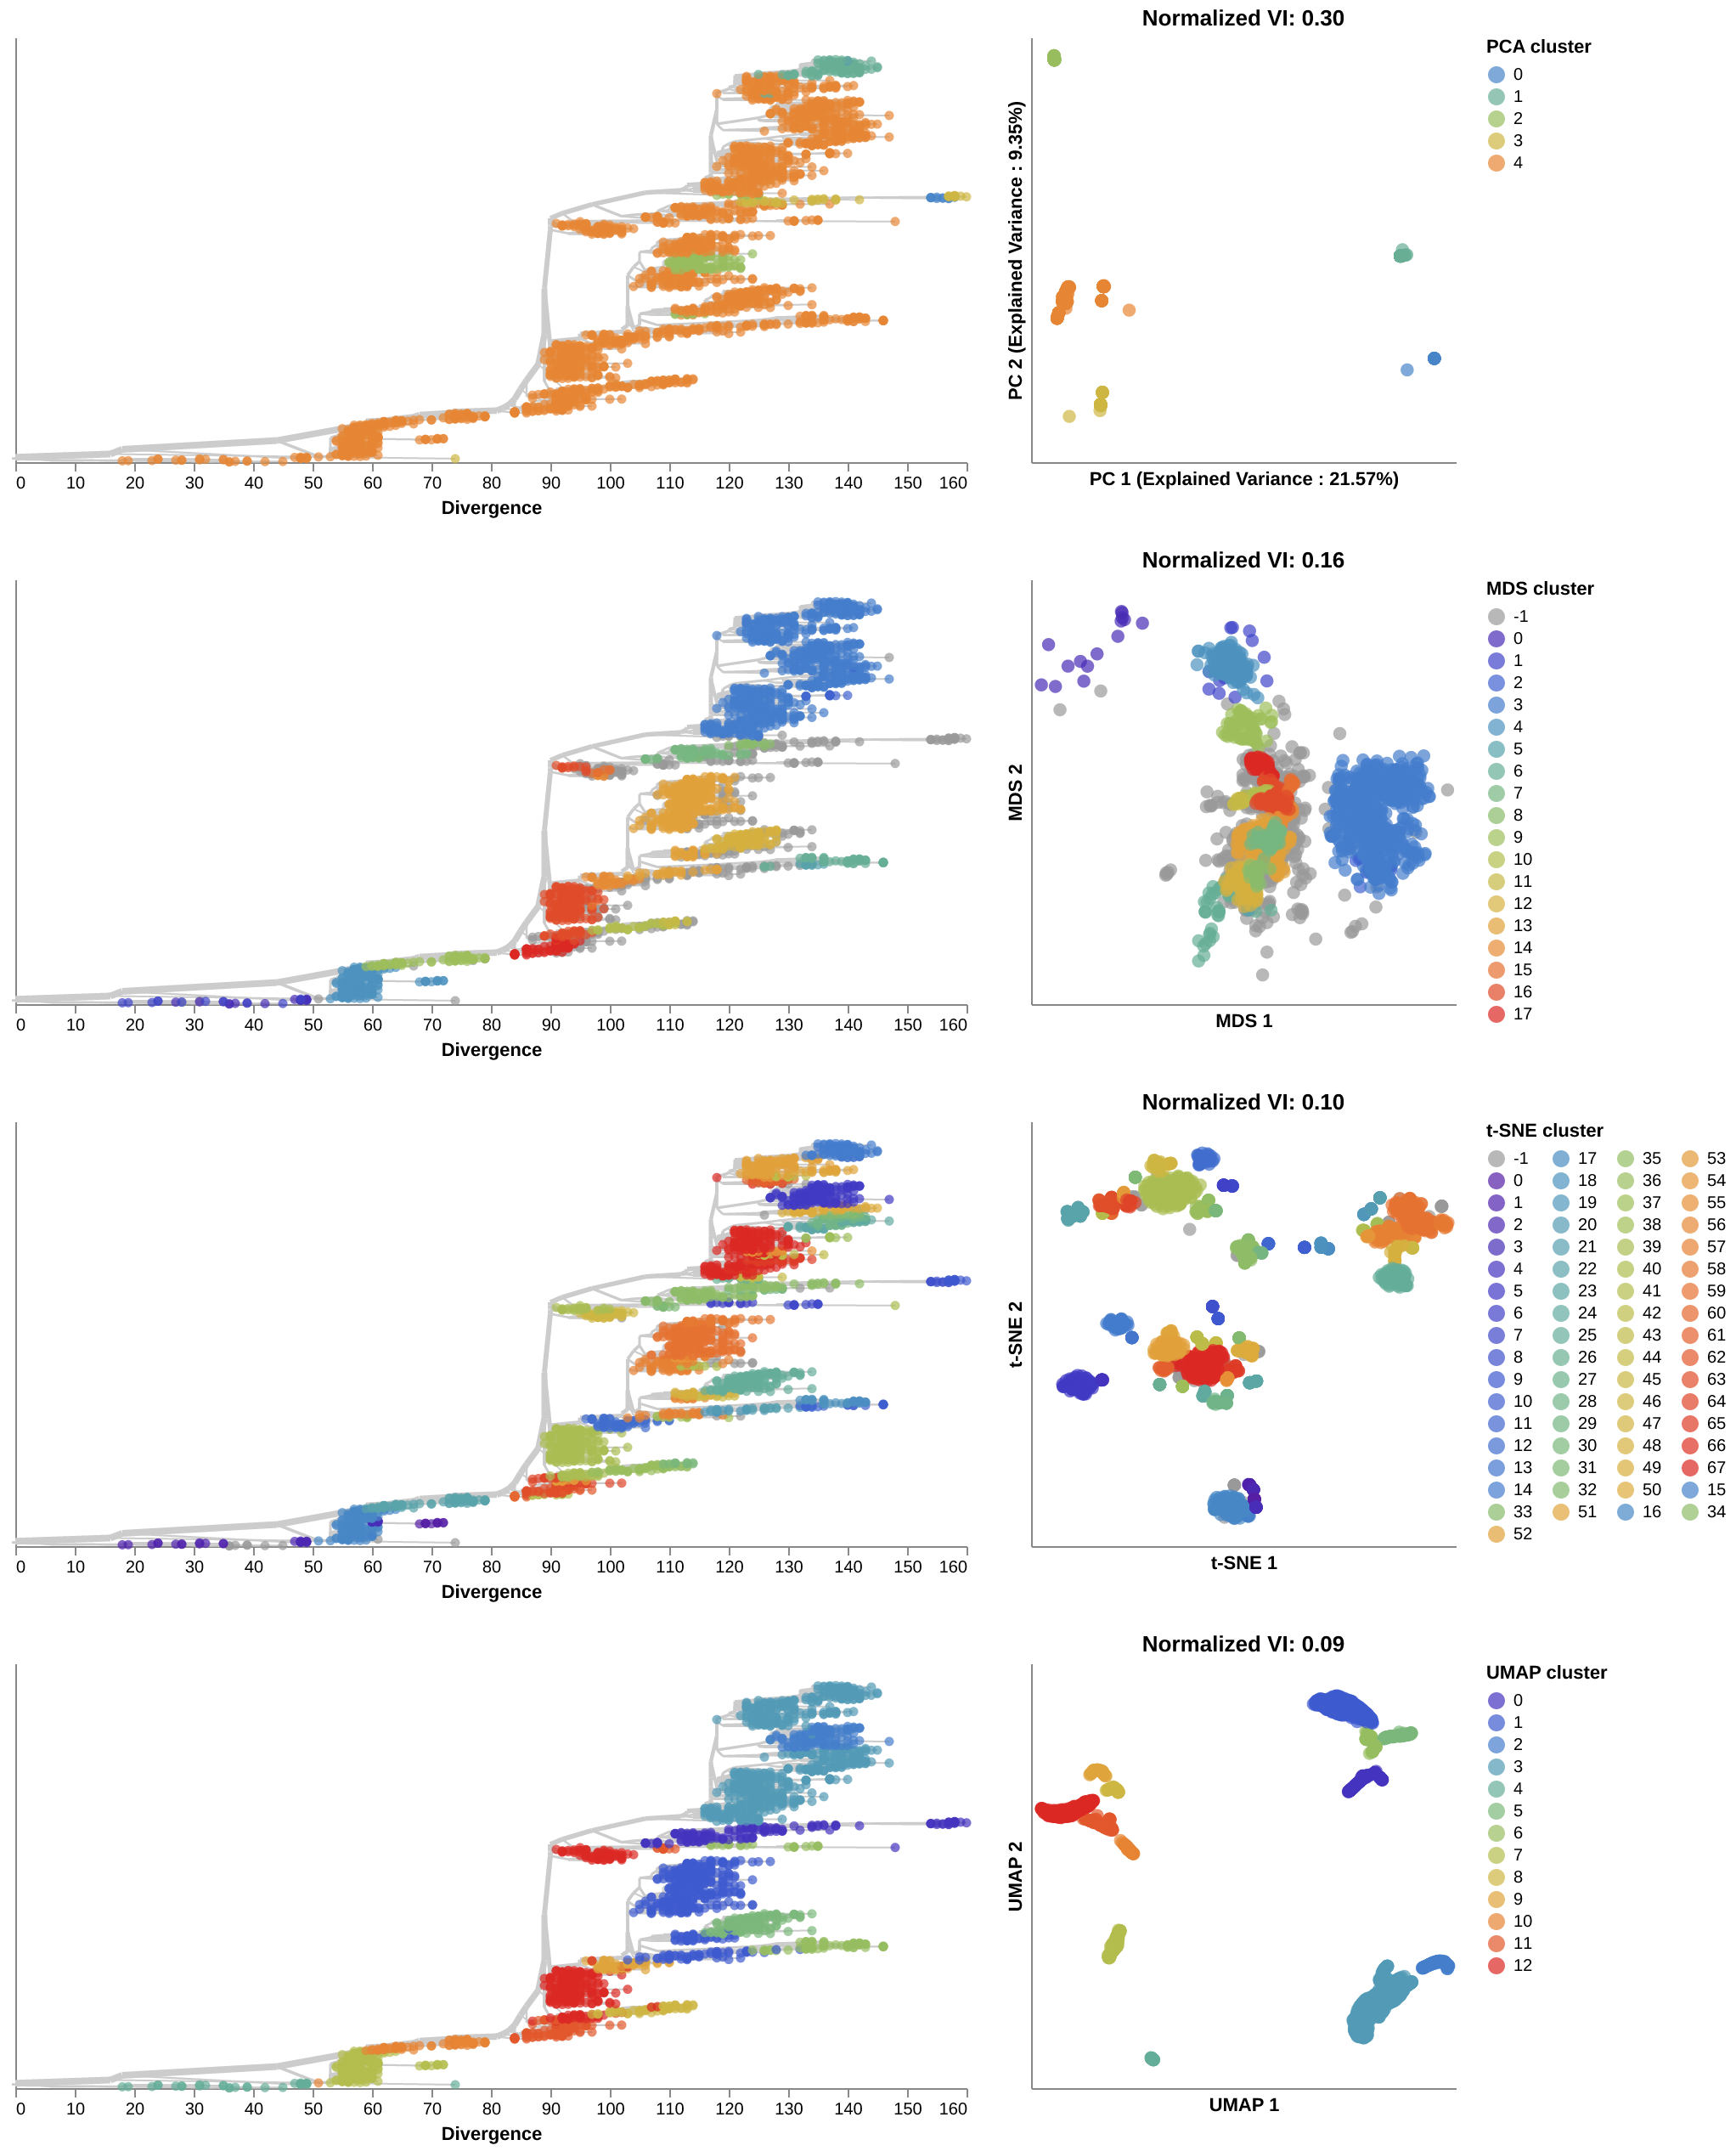 Normalized VI: 0.30
PCA cluster
0
1
2
3
4
PC 2 (Explained Variance : 9.35%)
0 10 20 30 40 50 60 70 80 90 100 110 120 130 140 150 160
Divergence
PC 1 (Explained Variance : 21.57%)
Normalized VI: 0.16
MDS cluster
-1
0
1
2
3
4
5
6
7
8
9
10
11
12
13
14
15
16
17
MDS 2
0 10 20 30 40 50 60 70 80 90 100 110 120 130 140 150 160
Divergence
MDS 1
Normalized VI: 0.10
t-SNE cluster
-1 17 35 53
0 18 36 54
1 19 37 55
2 20 38 56
3 21 39 57
4 22 40 58
5 23 41 59
6 24 42 60
7 25 43 61
8 26 44 62
9 27 45 63
10 28 46 64
11 29 47 65
12 30 48 66
13 31 49 67
14 32 50 15
33 51 16 34
52
t-SNE 2
0 10 20 30 40 50 60 70 80 90 100 110 120 130 140 150 160
Divergence
t-SNE 1
Normalized VI: 0.09
UMAP cluster
0
1
2
3
4
5
6
7
8
9
10
11
12
UMAP 2
0 10 20 30 40 50 60 70 80 90 100 110 120 130 140 150 160
Divergence
UMAP 1